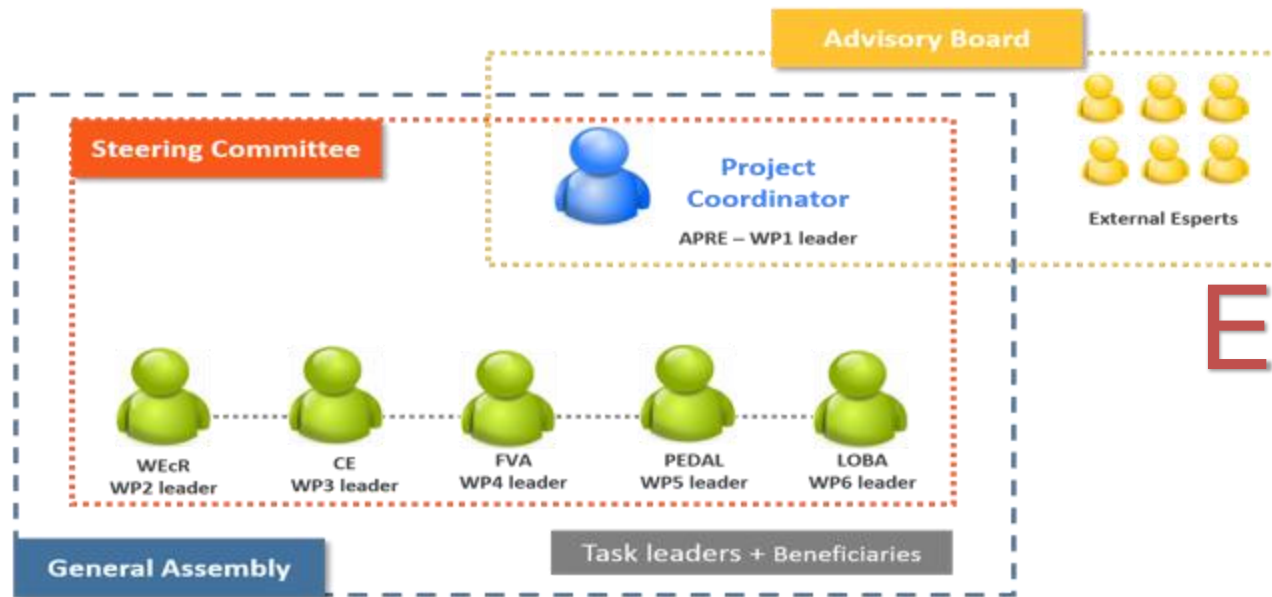 Advisory Board
Steering Committee
Project
Coordinator
APRE – WP1 leader
External Esperts
E
WEcR
WP2 leader
CE
WP3 leader
FVA
WP4 leader
PEDAL
WP5 leader
LOBA
WP6 leader
Task leaders + Beneficiaries
General Assembly